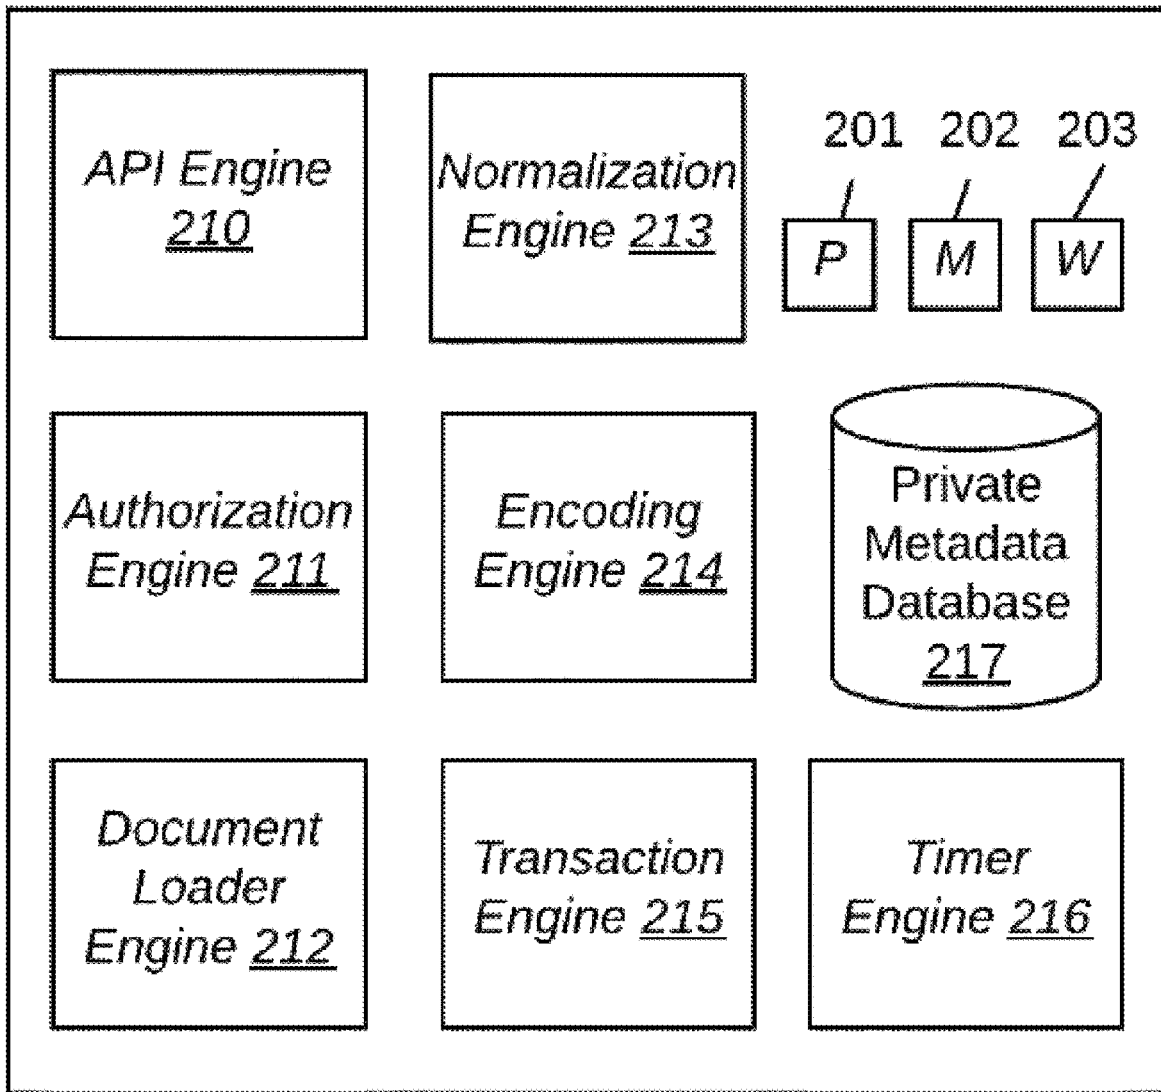 API Engine
210
Normalization
Engine 213
201 202 203
P M W
Authorization
Engine 211
Encoding
Engine 214
Private
Metadata
Database
217
Document
Loader
Engine 212
Transaction
Engine 215
Timer
Engine 216